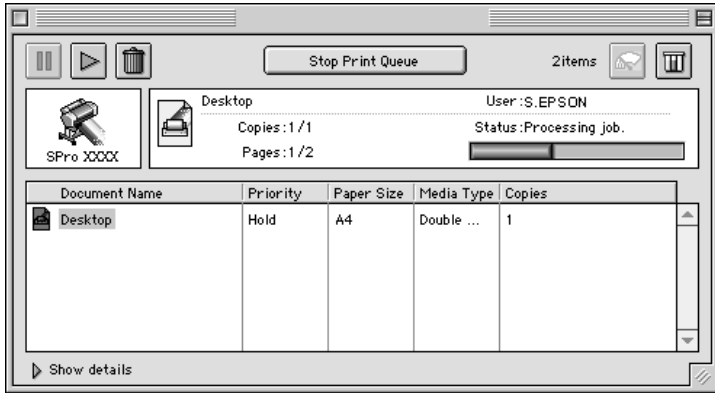 Stop Print Queue
2items
SPro XXXX
Desktop
User:S.EPSON
Copies:1/1
Status:Processing job.
Pages:1/2
Document Name Priority Paper Size Media Type Copies
Desktop Hold A4 Double ... 1
Show details